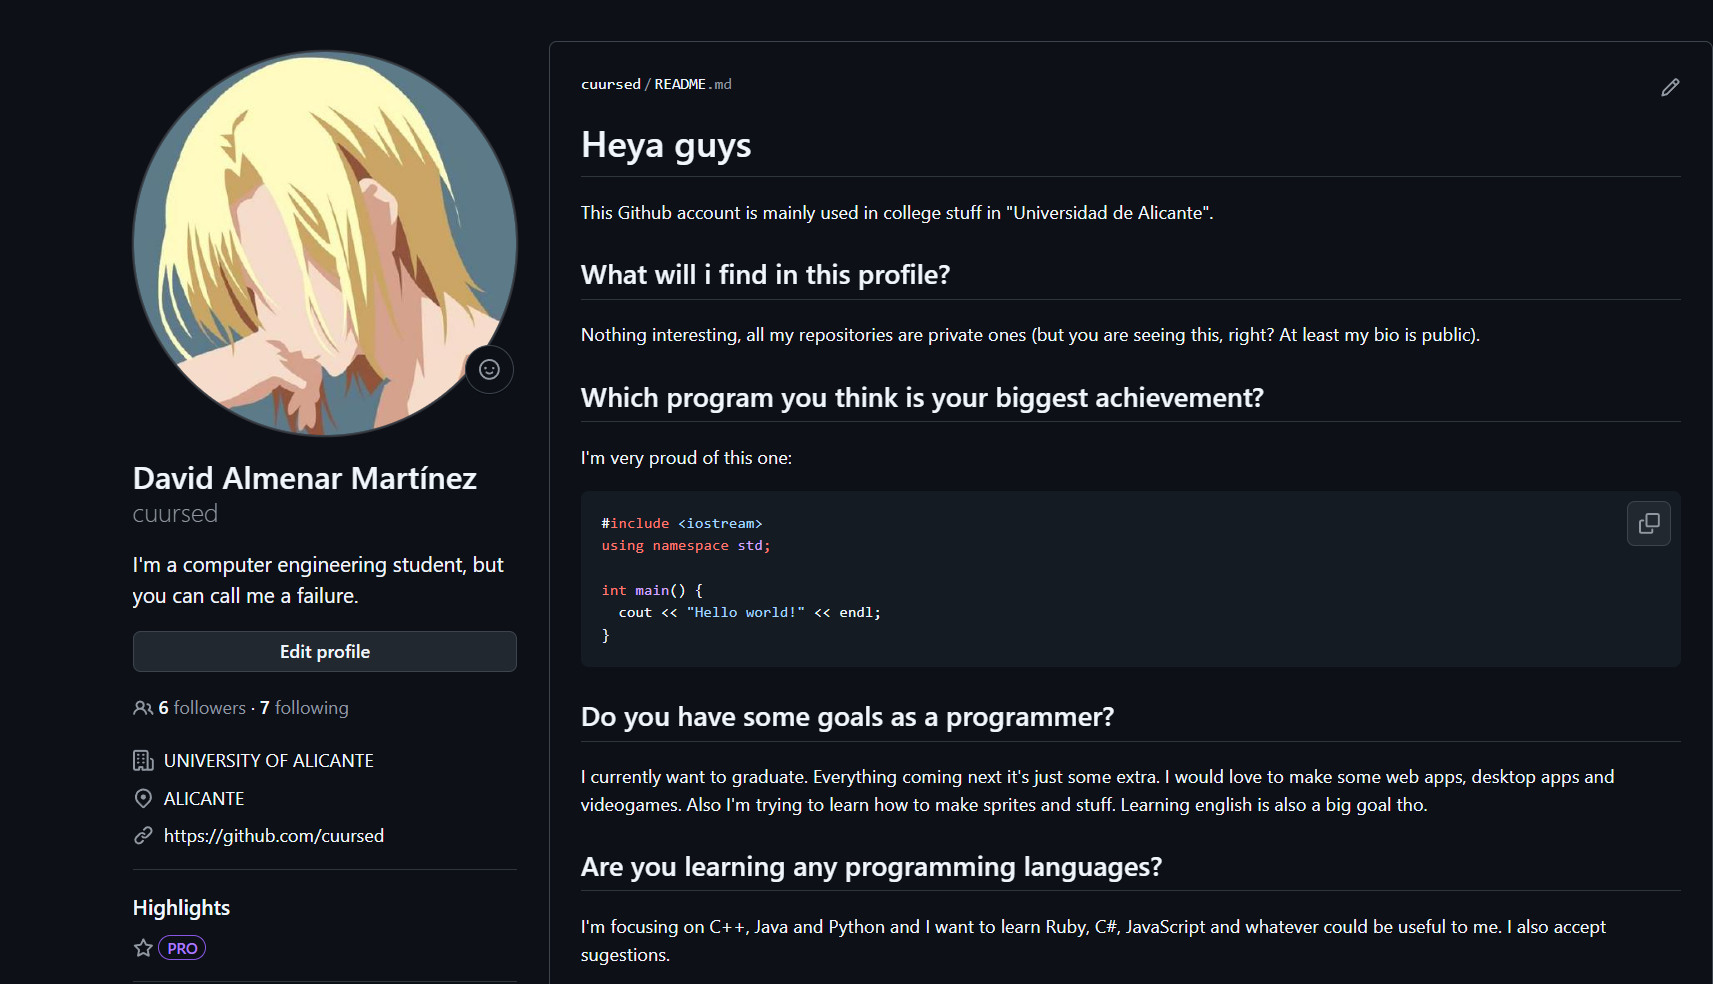 David Almenar Martínez
cuursed
I'm a computer engineering student, but
you can call me a failure.
Edit profile
6 followers · 7 following
UNIVERSITY OF ALICANTE
ALICANTE
https://github.com/cuursed
Highlights
PRO
cuursed / README.md
Heya guys
This Github account is mainly used in college stuff in "Universidad de Alicante".
What will i find in this profile?
Nothing interesting, all my repositories are private ones (but you are seeing this, right? At least my bio is public).
Which program you think is your biggest achievement?
I'm very proud of this one:
#include <iostream>
using namespace std;
int main() {
  cout << "Hello world!" << endl;
}
Do you have some goals as a programmer?
I currently want to graduate. Everything coming next it's just some extra. I would love to make some web apps, desktop apps and
videogames. Also I'm trying to learn how to make sprites and stuff. Learning english is also a big goal tho.
Are you learning any programming languages?
I'm focusing on C++, Java and Python and I want to learn Ruby, C#, JavaScript and whatever could be useful to me. I also accept
sugestions.